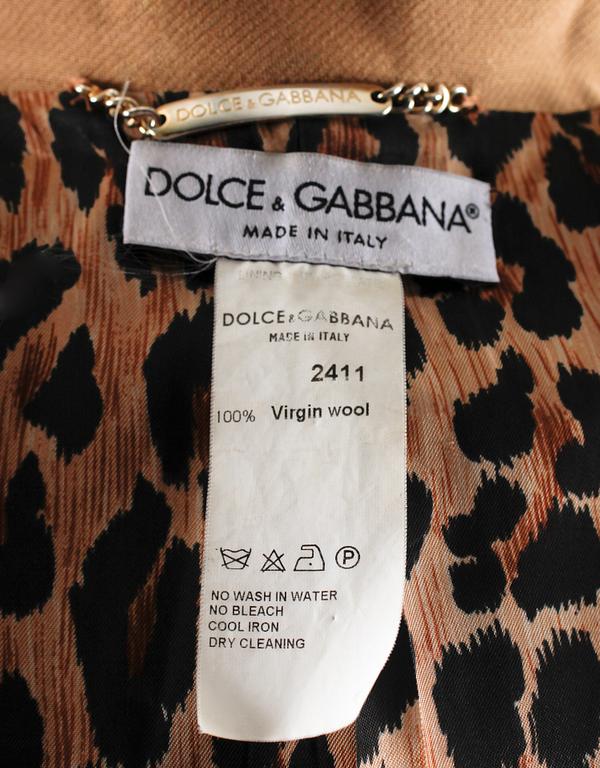 DOLCE & GABBANA
DOLCE & GABBANA®
MADE IN ITALY
LINING
DOLCE & GABBANA
MADE IN ITALY
2411
100% Virgin wool
P
NO WASH IN WATER
NO BLEACH
COOL IRON
DRY CLEANING